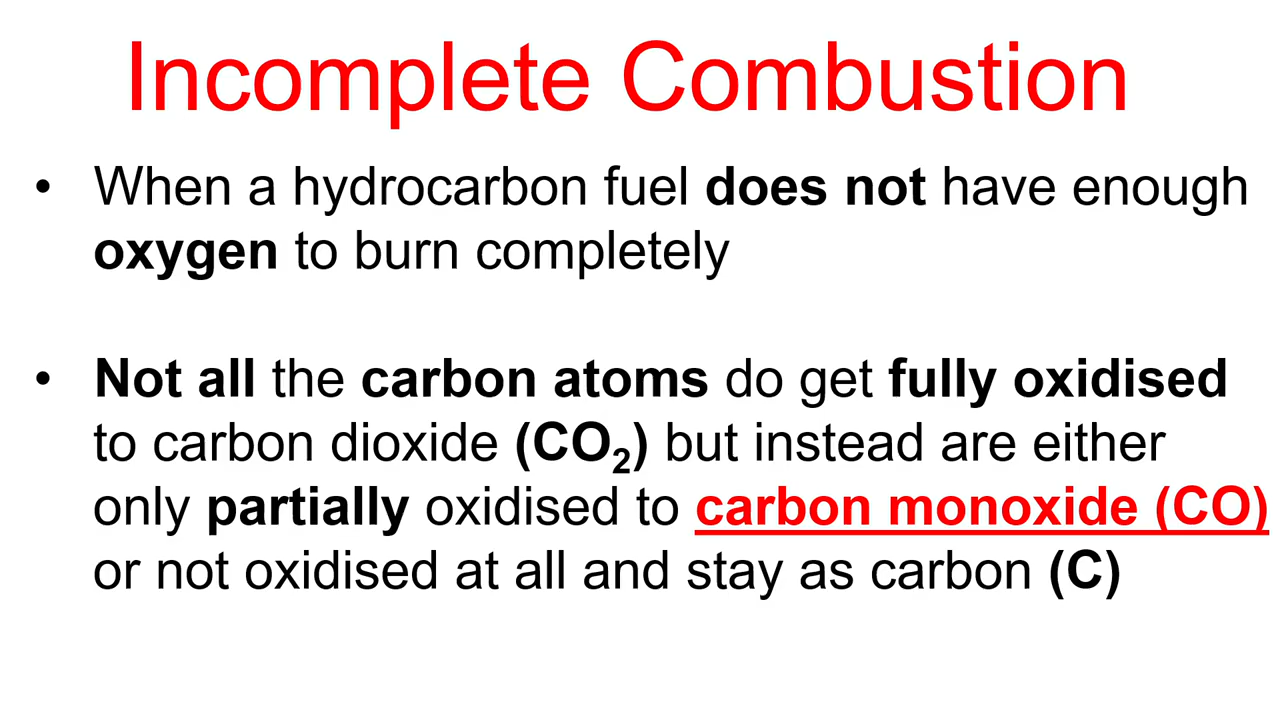 Incomplete Combustion
• When a hydrocarbon fuel does not have enough
oxygen to burn completely
• Not all the carbon atoms do get fully oxidised
to carbon dioxide (CO₂) but instead are either
only partially oxidised to carbon monoxide (CO)
or not oxidised at all and stay as carbon (C)